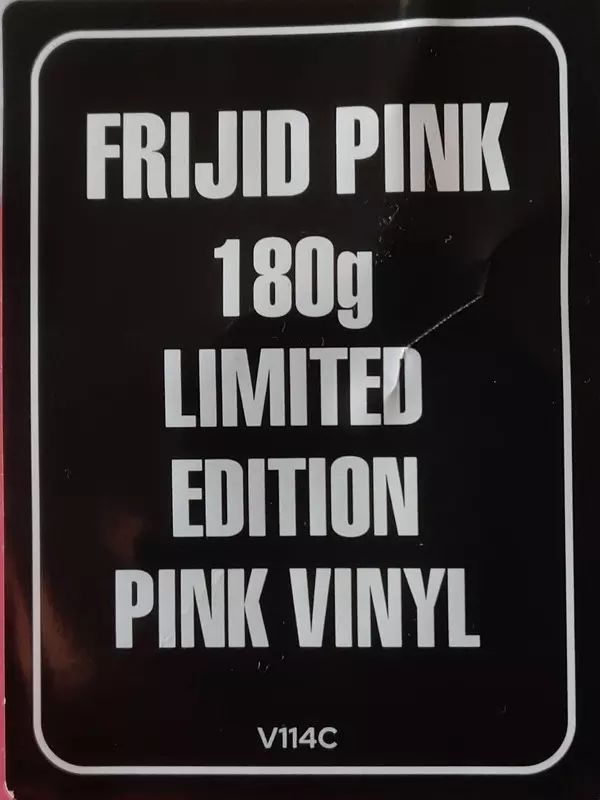 FRIJID PINK
180g
LIMITED
EDITION
PINK VINYL
V114C